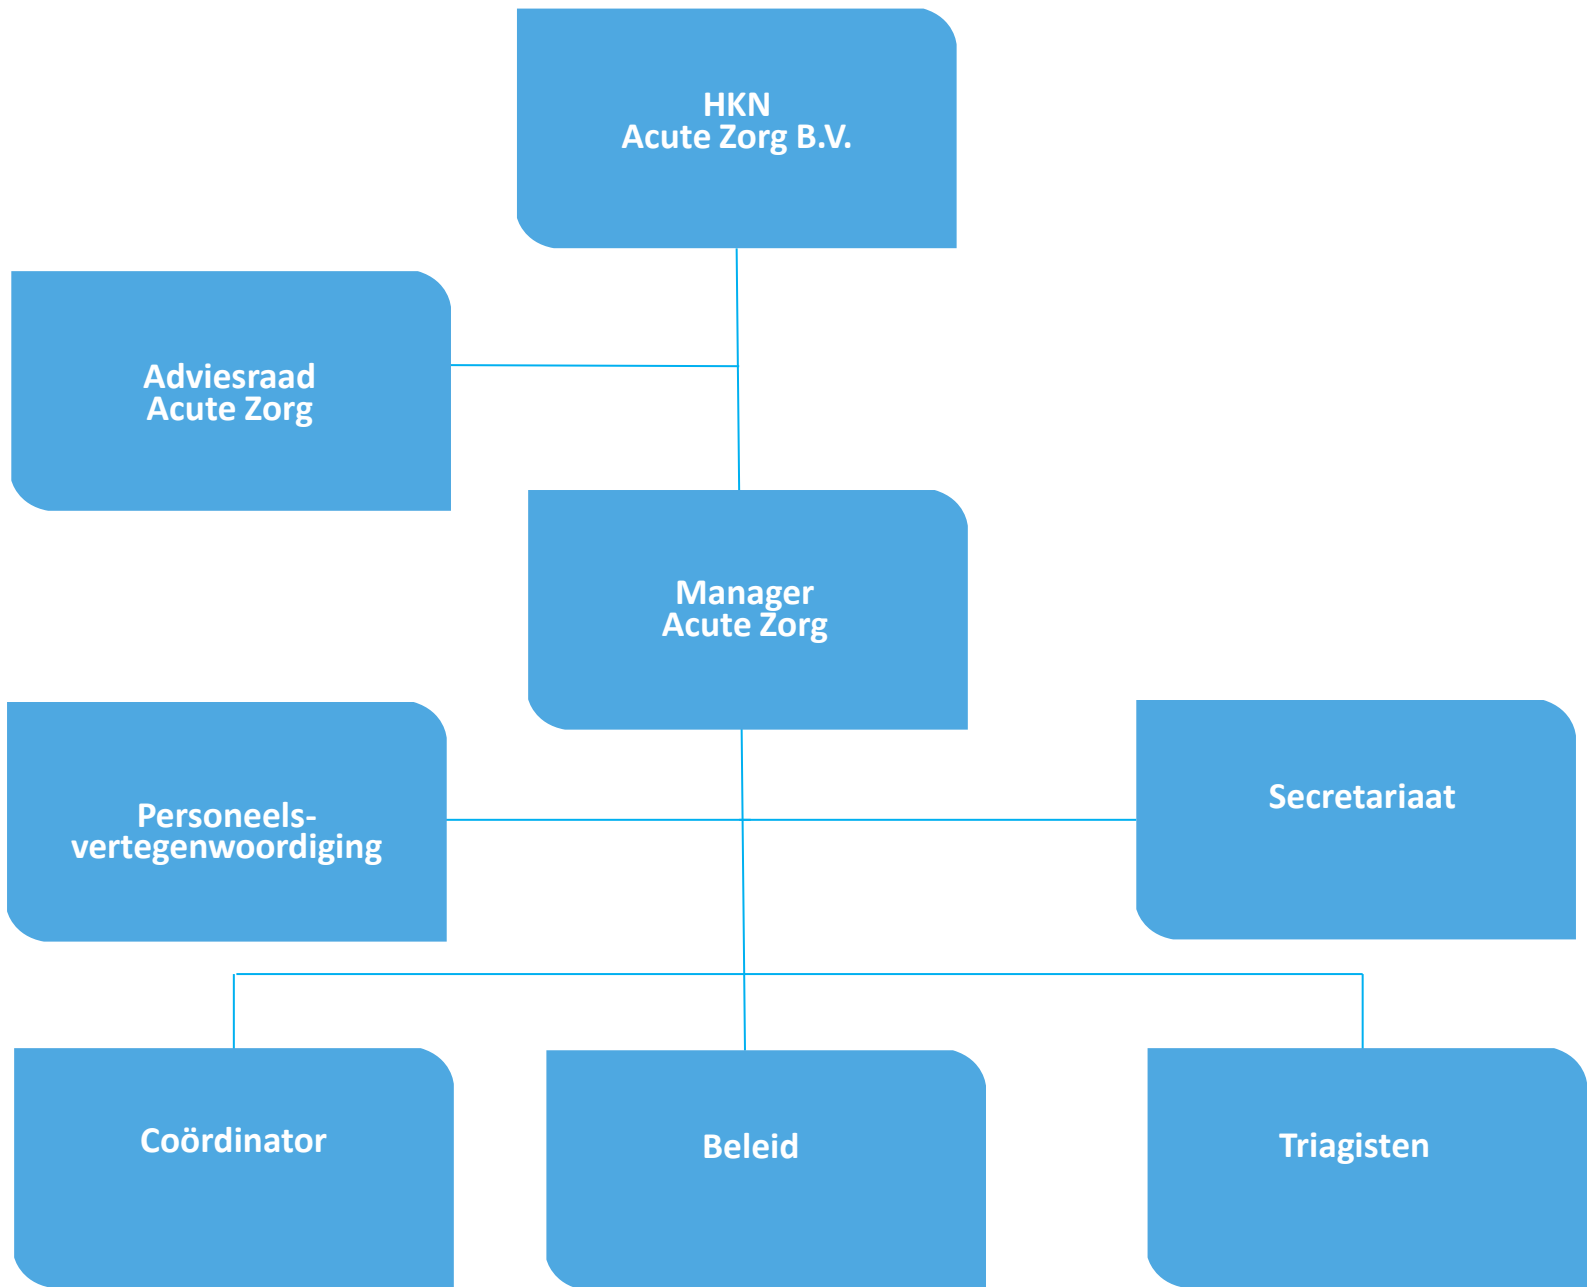 HKN
Acute Zorg B.V.
Adviesraad
Acute Zorg
Manager
Acute Zorg
Personeels-
vertegenwoordiging
Secretariaat
Coördinator
Beleid
Triagisten